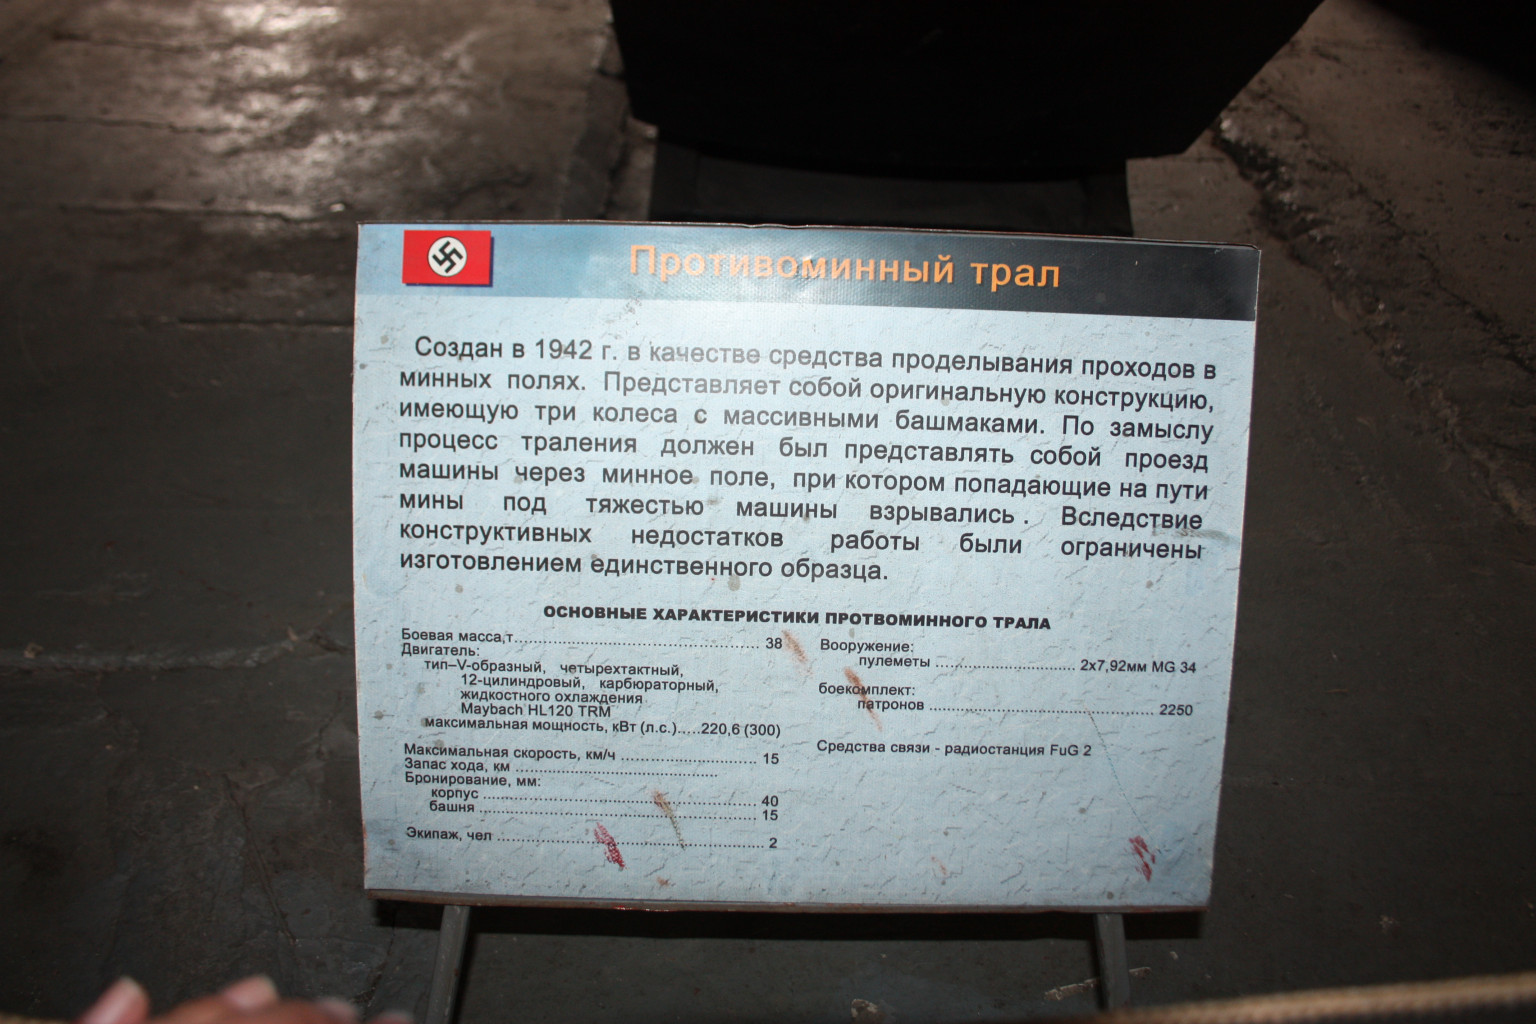 Противоминный трал
Создан в 1942 г. в качестве средства проделывания проходов в
минных полях. Представляет собой оригинальную конструкцию,
имеющую три колеса с массивными башмаками. По замыслу
процесс траления должен был представлять собой проезд
машины через минное поле, при котором попадающие на пути
мины под тяжестью машины взрывались. Вследствие
конструктивных недостатков работы были ограничены
изготовлением единственного образца.
ОСНОВНЫЕ ХАРАКТЕРИСТИКИ ПРОТВОМИННОГО ТРАЛА
Боевая масса,т.......................................... 38
Двигатель:
тип–V-образный, четырехтактный,
12-цилиндровый, карбюраторный,
жидкостного охлаждения
Maybach HL120 TRM
максимальная мощность, кВт (л.с.).....220,6 (300)
Максимальная скорость, км/ч ........................ 15
Запас хода, км ....................................
Бронирование, мм:
корпус ................................................ 40
башня ................................................ 15
Экипаж, чел ............................................... 2
Вооружение:
пулеметы ........................ 2x7,92мм MG 34
боекомплект:
патронов ....................................... 2250
Средства связи - радиостанция FuG 2